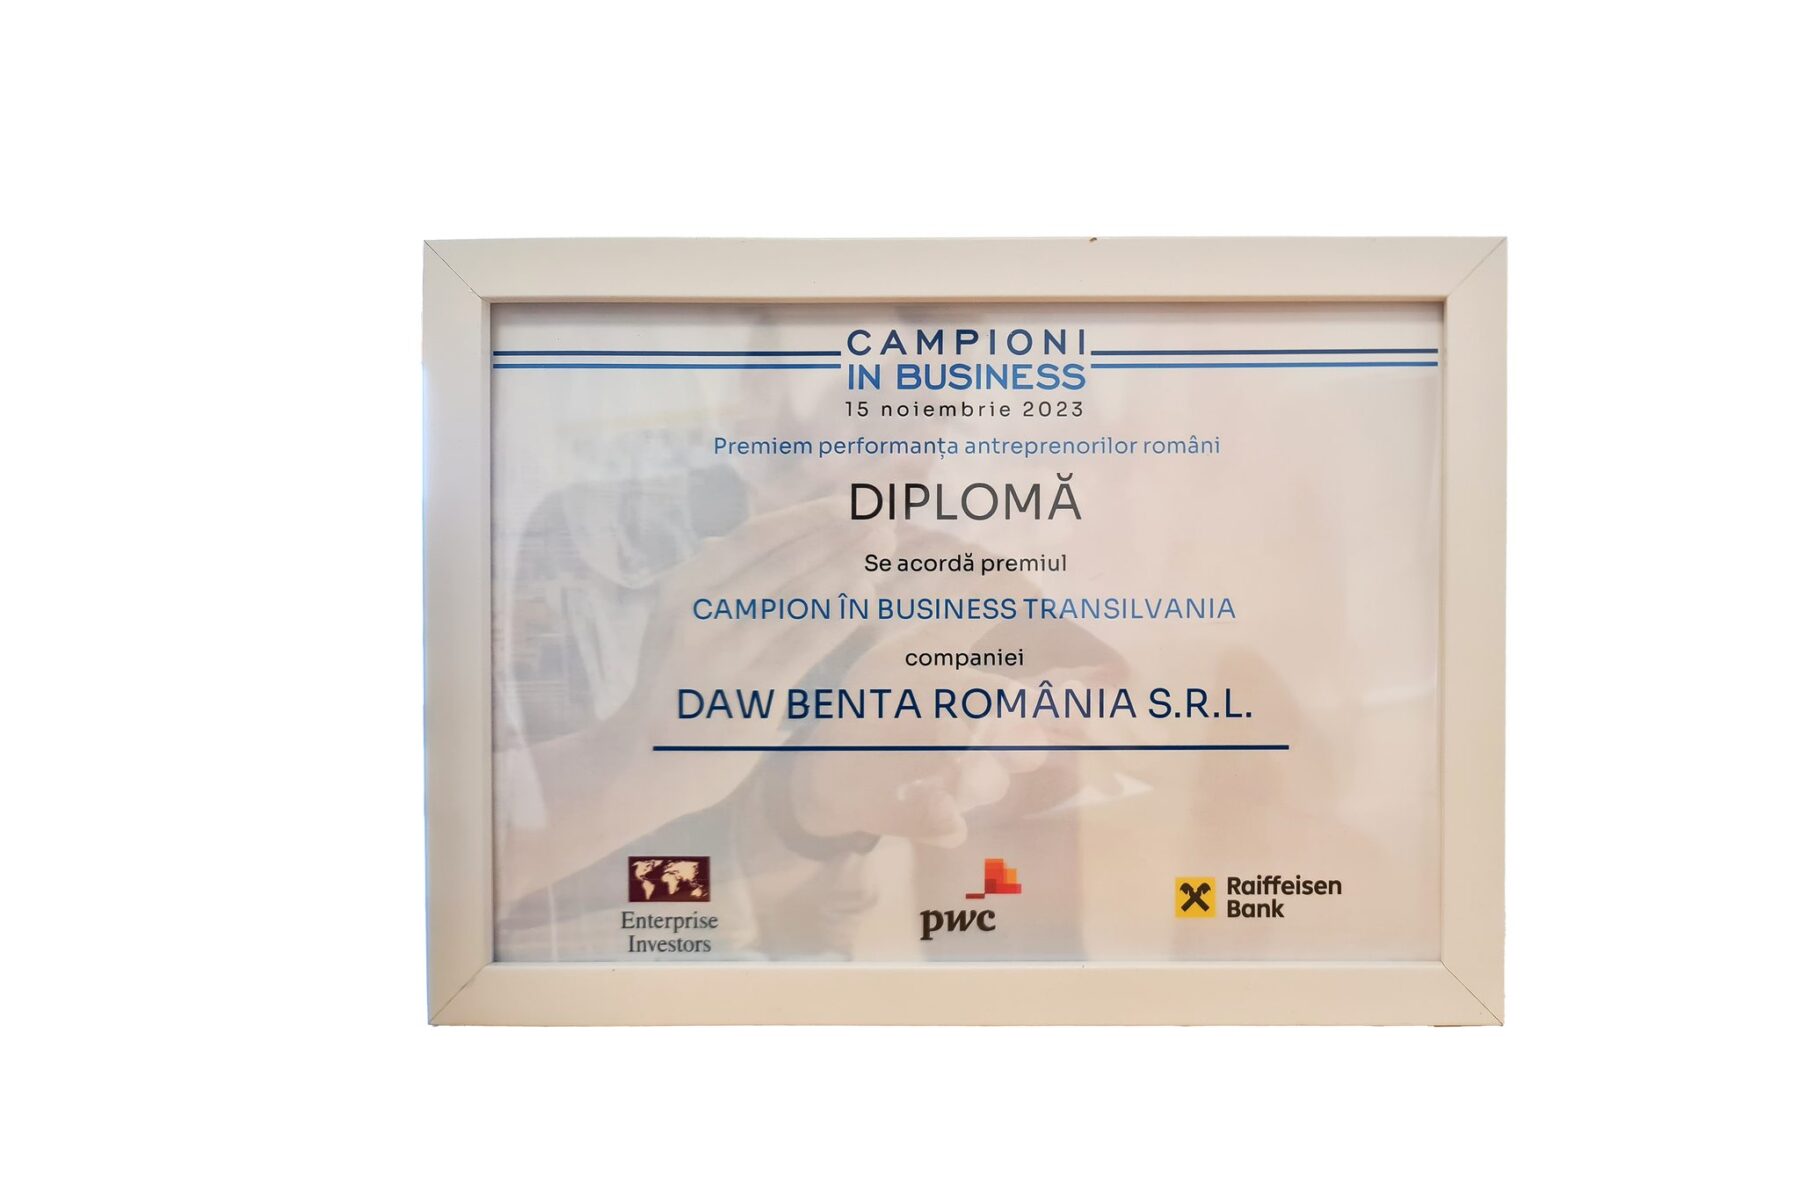 CAMPIONI
IN BUSINESS
15 noiembrie 2023
Premiem performanța antreprenorilor români
DIPLOMĂ
Se acordă premiul
CAMPION ÎN BUSINESS TRANSILVANIA
companiei
DAW BENTA ROMÂNIA S.R.L.
Enterprise
Investors
pwc
Raiffeisen
Bank